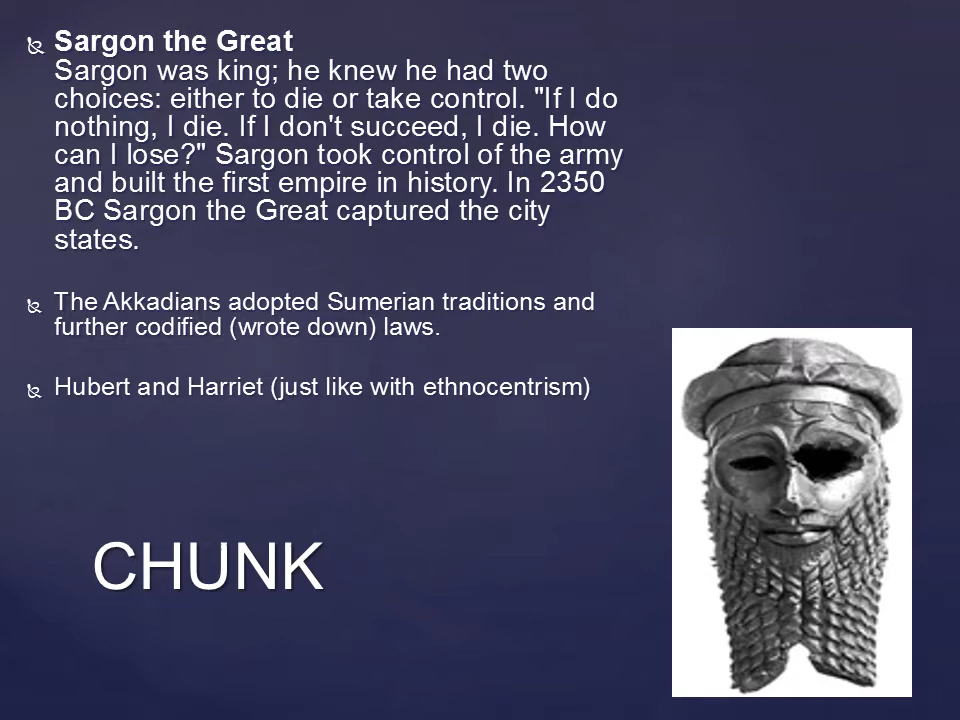 Sargon the Great
Sargon was king; he knew he had two
choices: either to die or take control. "If I do
nothing, I die. If I don't succeed, I die. How
can I lose?" Sargon took control of the army
and built the first empire in history. In 2350
BC Sargon the Great captured the city
states.
The Akkadians adopted Sumerian traditions and
further codified (wrote down) laws.
Hubert and Harriet (just like with ethnocentrism)
CHUNK